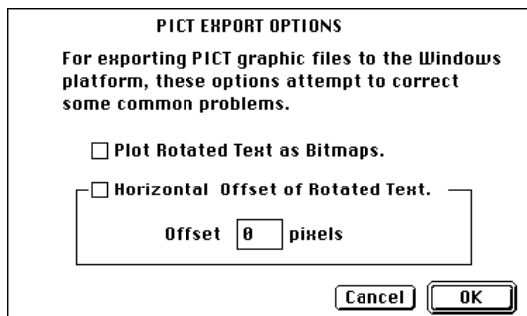 PICT EXPORT OPTIONS
For exporting PICT graphic files to the Windows
platform, these options attempt to correct
some common problems.
Plot Rotated Text as Bitmaps.
Horizontal Offset of Rotated Text.
Offset 0 pixels
Cancel OK